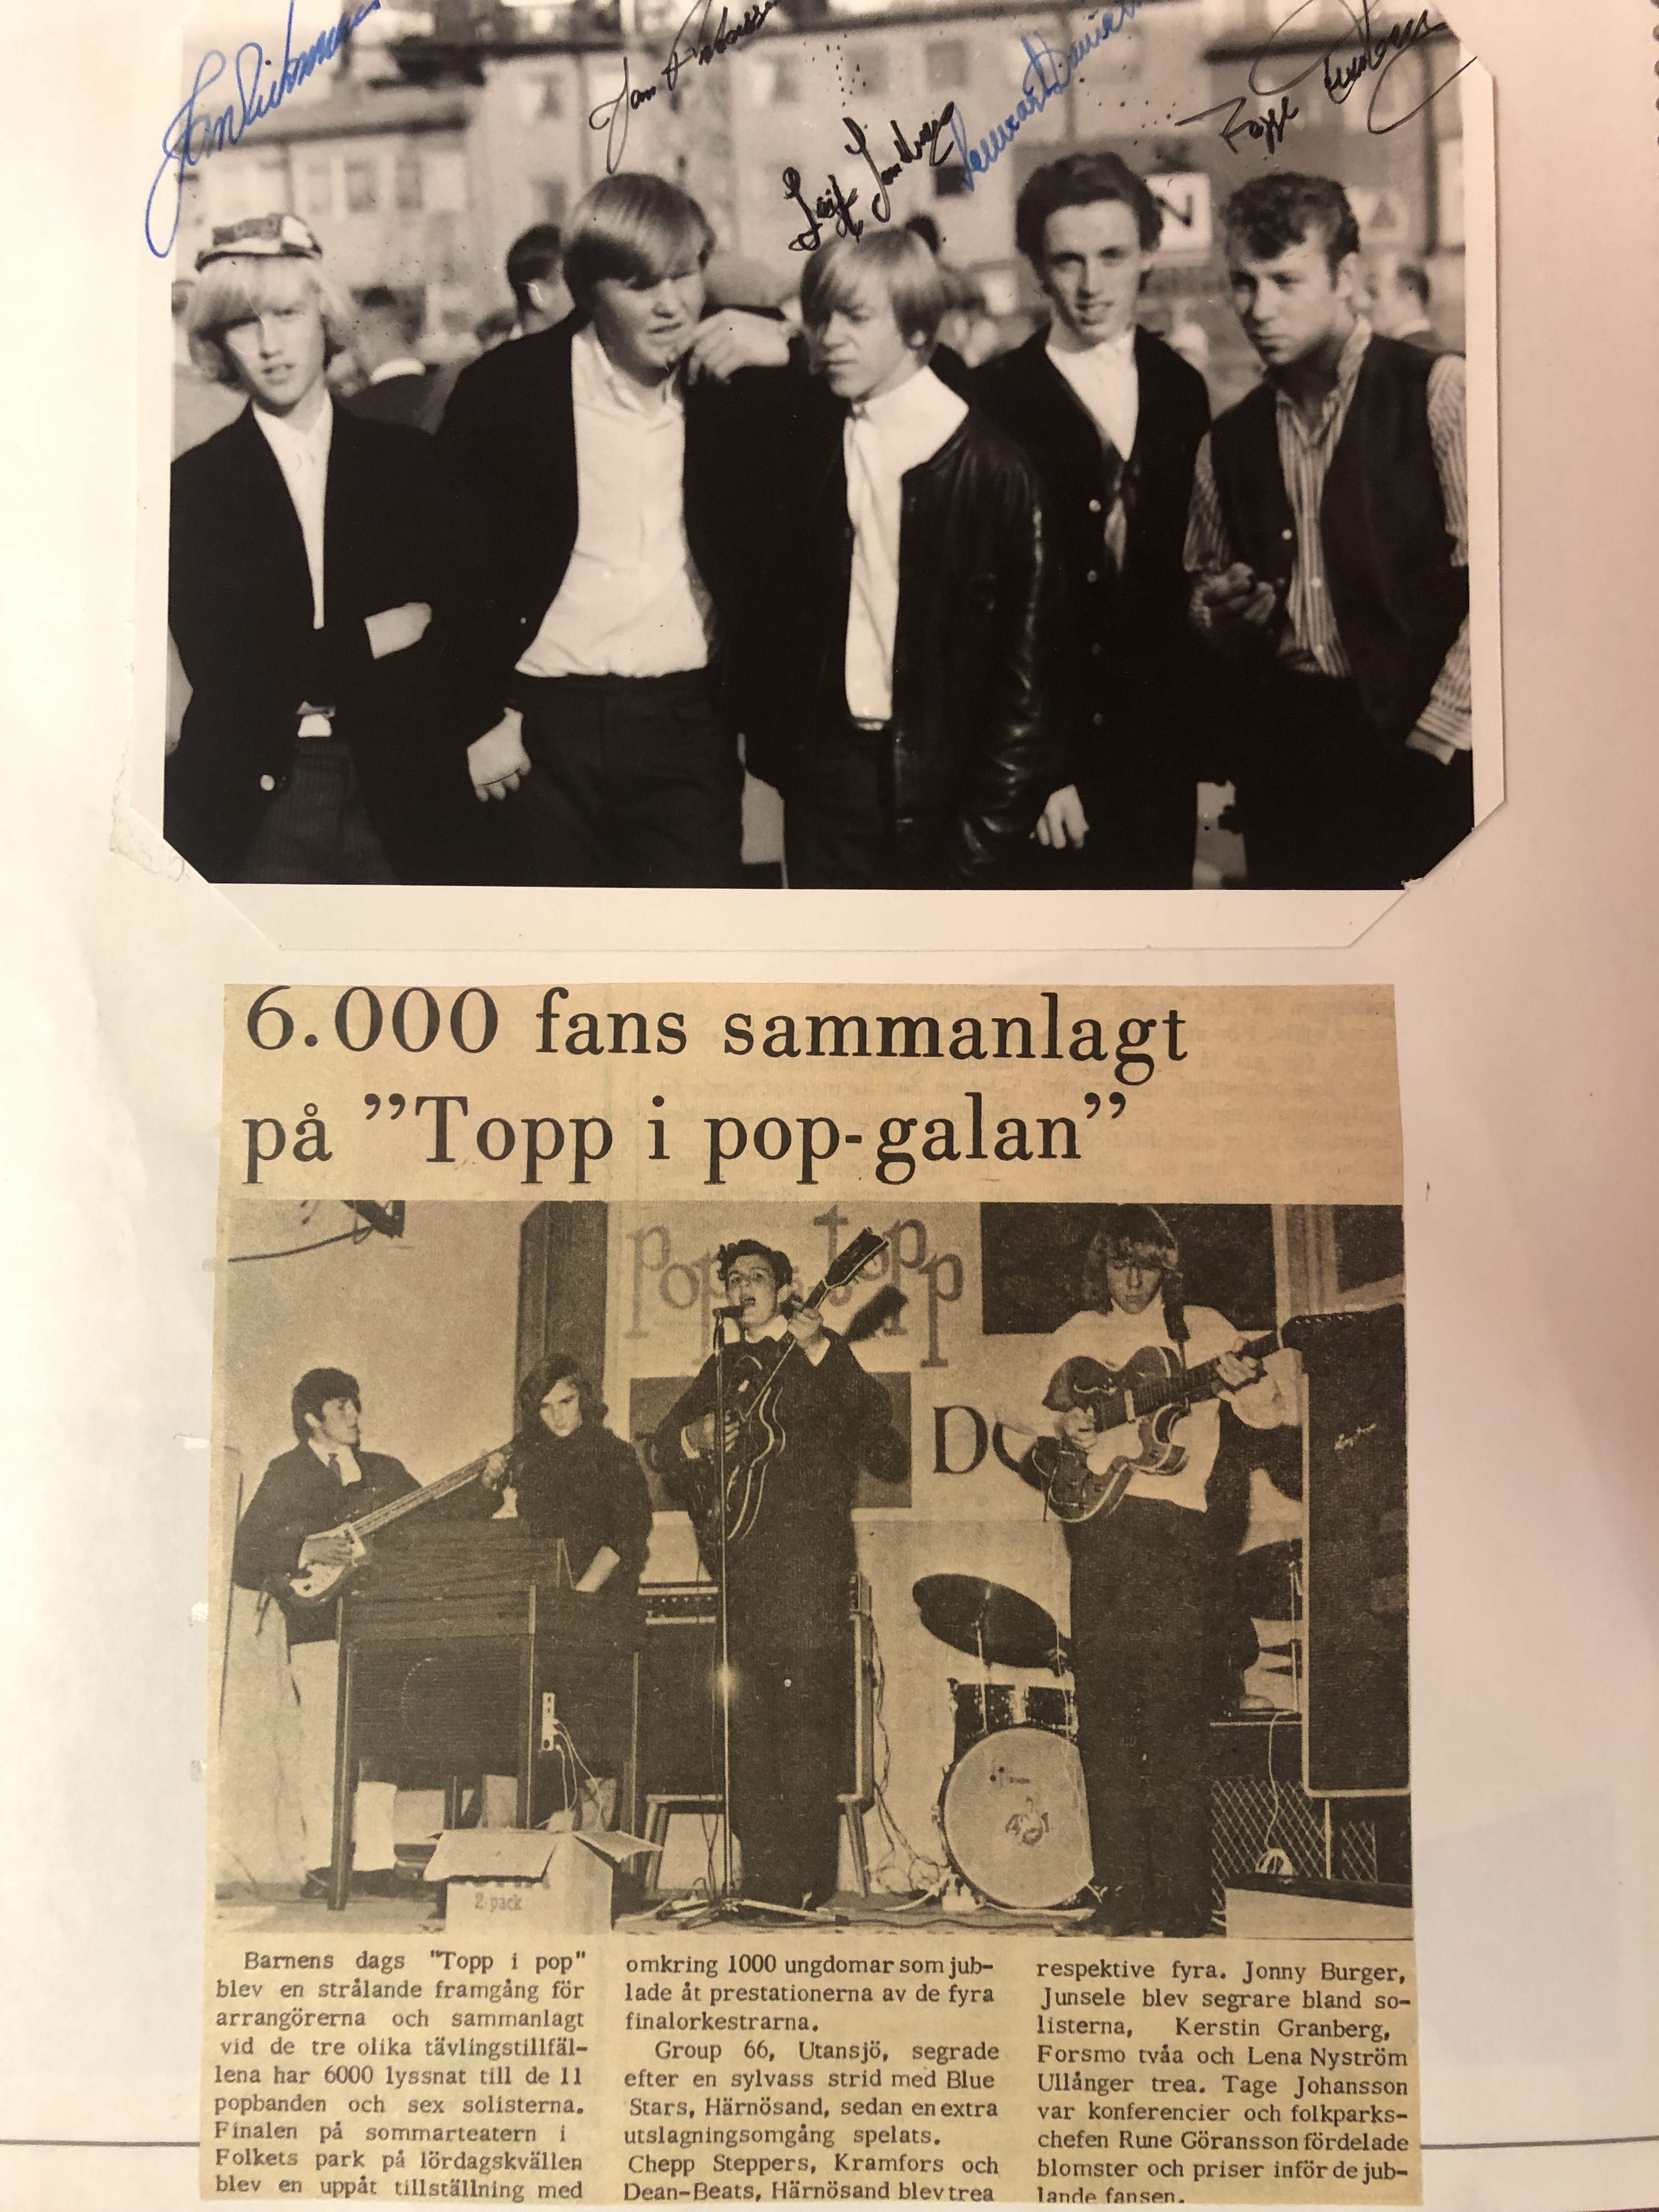 Leif
N
6.000 fans sammanlagt
på ”Topp i pop-galan”
pop
topp
D
2-pack
Barnens dags "Topp i pop"
blev en strålande framgång för
arrangörerna och sammanlagt
vid de tre olika tävlingstillfäl-
lena har 6000 lyssnat till de 11
popbanden och sex solisterna.
Finalen på sommarteatern i
Folkets park på lördagskvällen
blev en uppåt tillställning med
omkring 1000 ungdomar som jub-
lade åt prestationerna av de fyra
finalorkestrarna.
Group 66, Utansjö, segrade
efter en sylvass strid med Blue
Stars, Härnösand, sedan en extra
utslagningsomgång spelats.
Chepp Steppers, Kramfors och
Dean-Beats, Härnösand blev trea
respektive fyra. Jonny Burger,
Junsele blev segrare bland so-
listerna, Kerstin Granberg,
Forsmo tvåa och Lena Nyström
Ullånger trea. Tage Johansson
var konferencier och folkparks-
chefen Rune Göransson fördelade
blomster och priser inför de jub-
lande fansen.